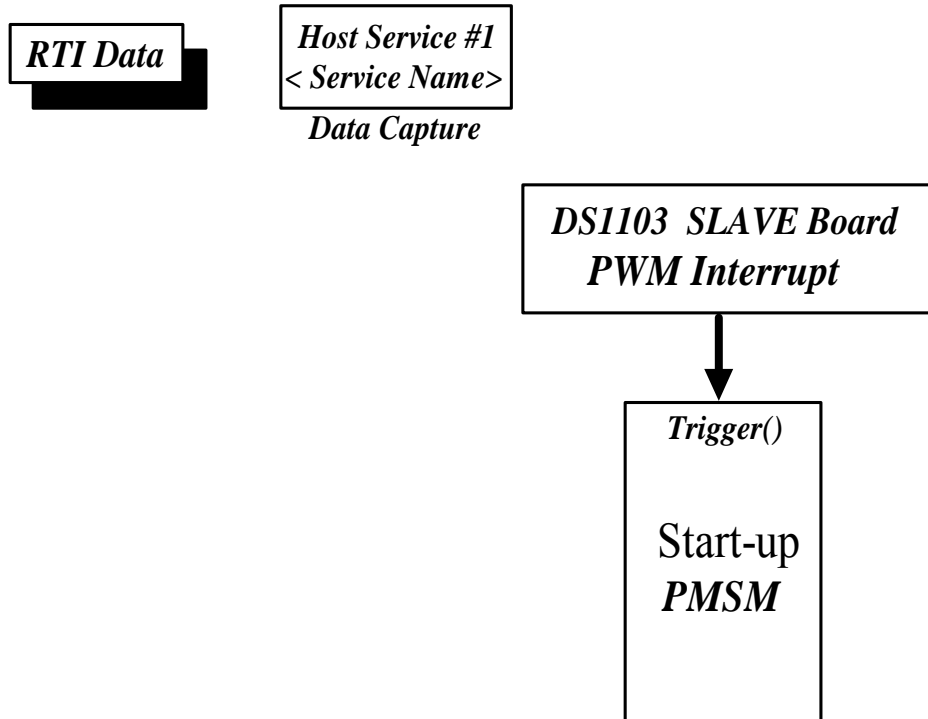 RTI Data
Host Service #1
< Service Name>
Data Capture
DS1103 SLAVE Board
PWM Interrupt
Trigger()
Start-up
PMSM